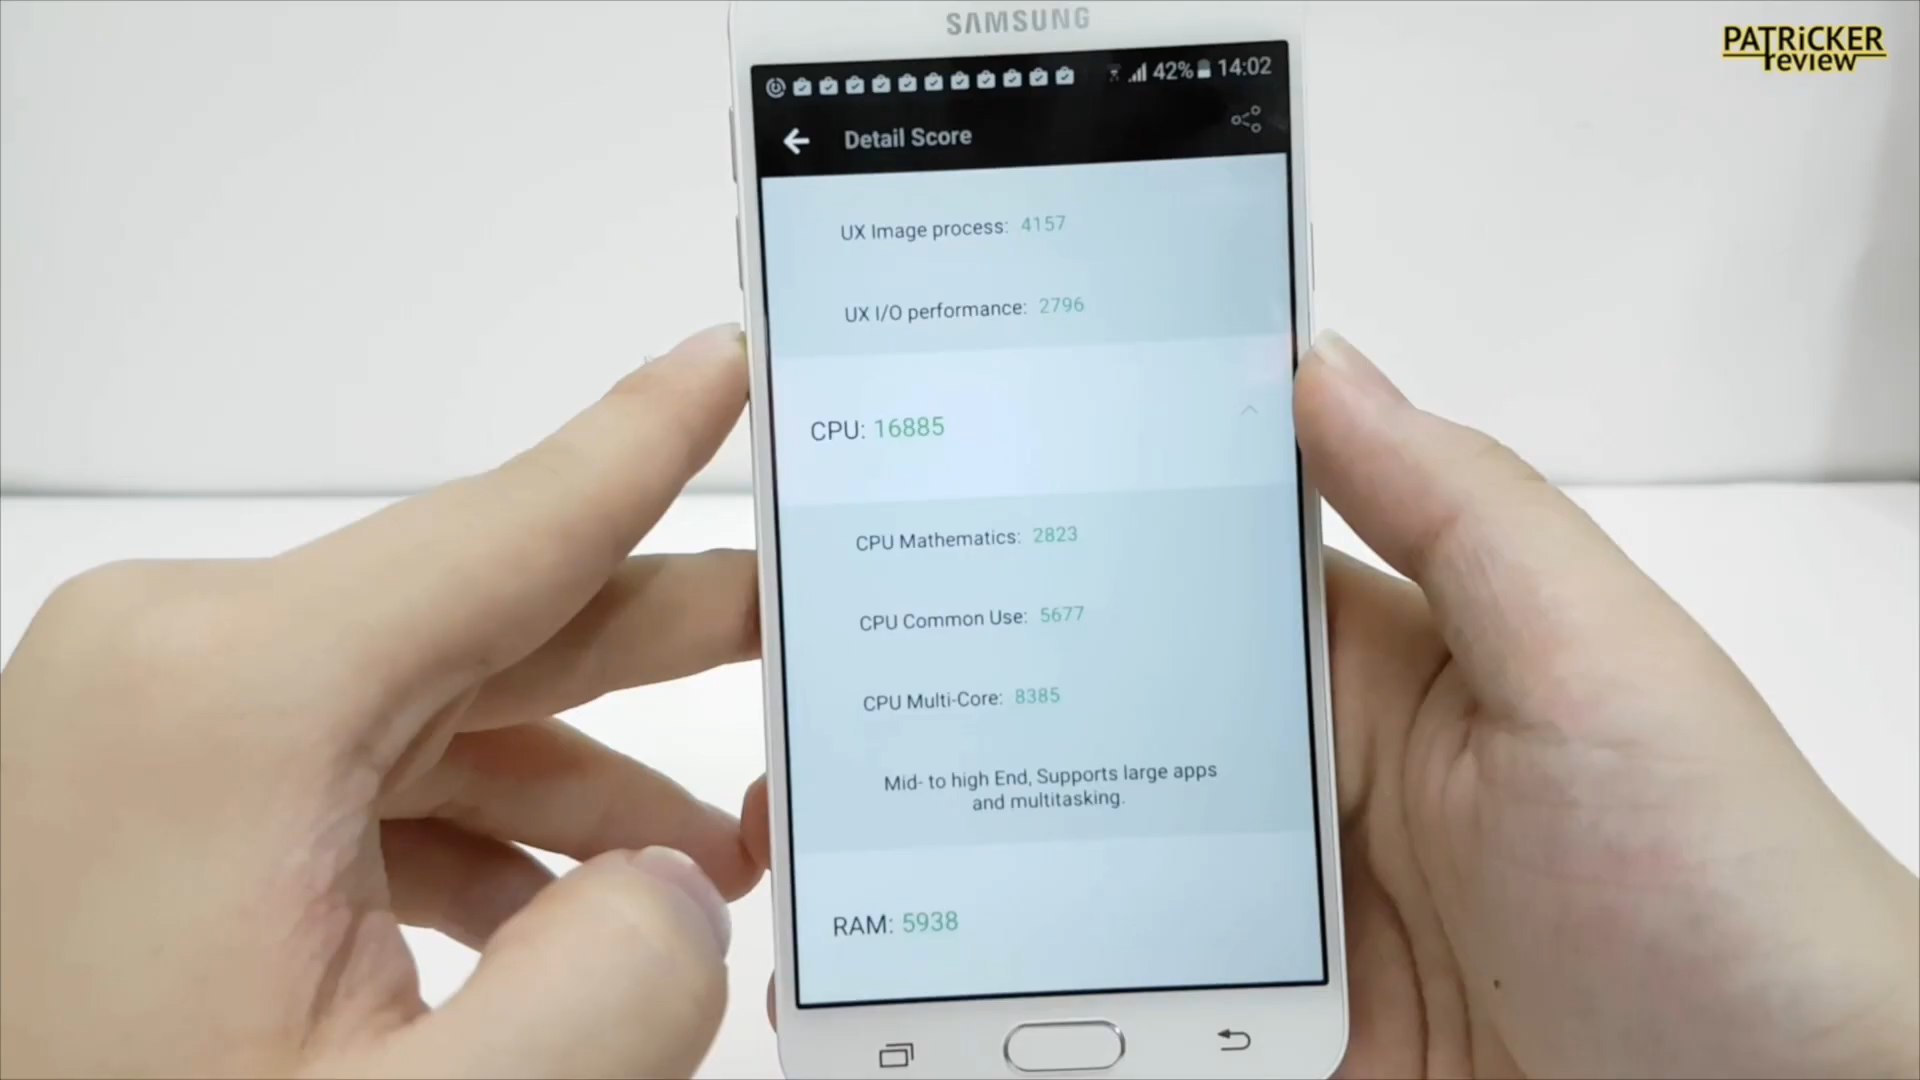 PATRiCKER
review
SAMSUNG
42% 14:02
Detail Score
UX Image process: 4157
UX I/O performance: 2796
CPU: 16885
CPU Mathematics: 2823
CPU Common Use: 5677
CPU Multi-Core: 8385
Mid- to high End, Supports large apps
and multitasking.
RAM: 5938